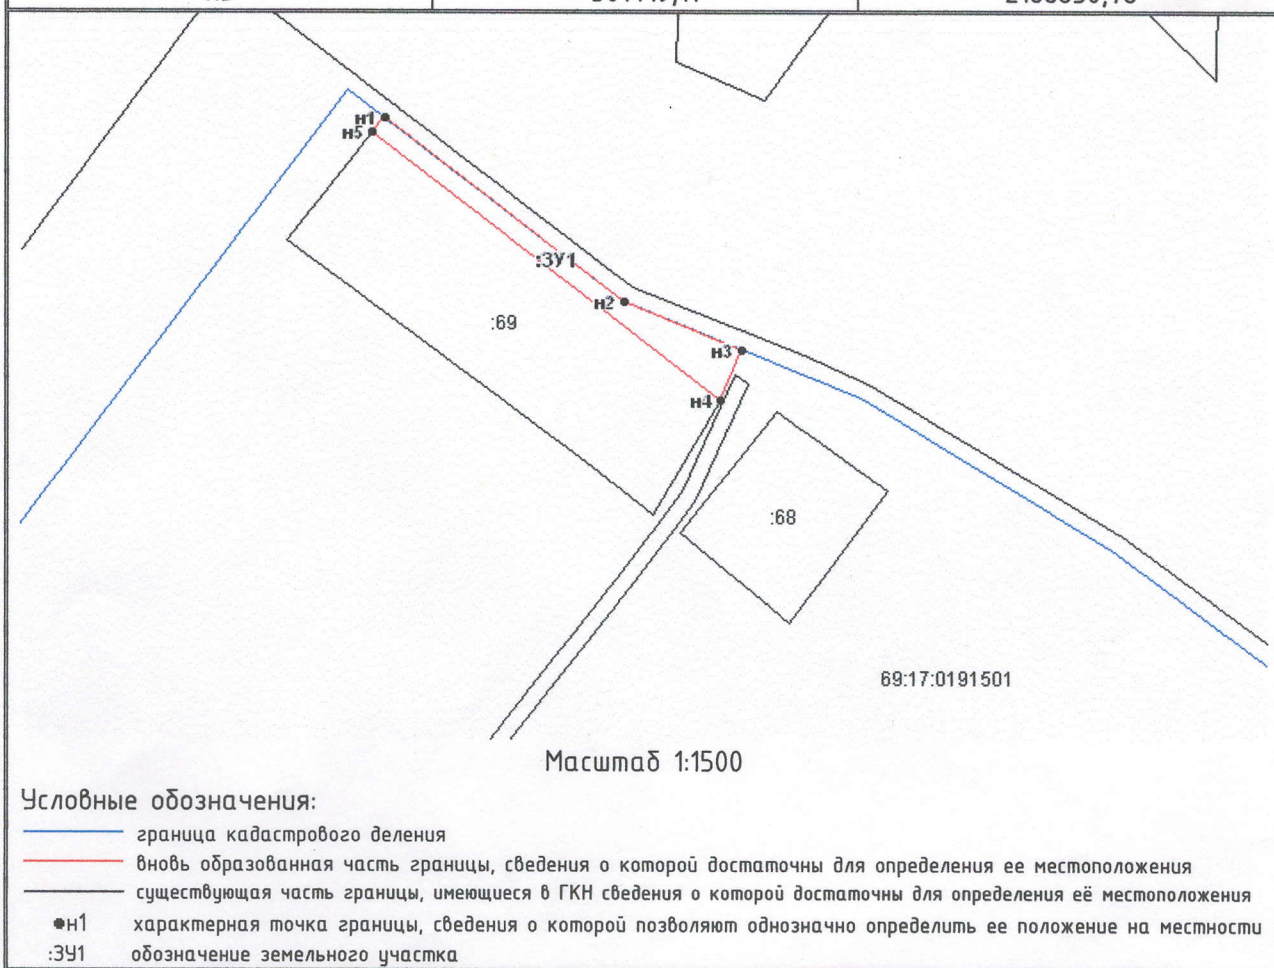 н1
н5
:ЗУ1
н2
:69
н3
н4
:68
69:17:0191501
Масштаб 1:1500
Условные обозначения:
граница кадастрового деления
вновь образованная часть границы, сведения о которой достаточны для определения ее местоположения
существующая часть границы, имеющиеся в ГКН сведения о которой достаточны для определения её местоположения
н1 характерная точка границы, сведения о которой позволяют однозначно определить ее положение на местности
:ЗУ1 обозначение земельного участка